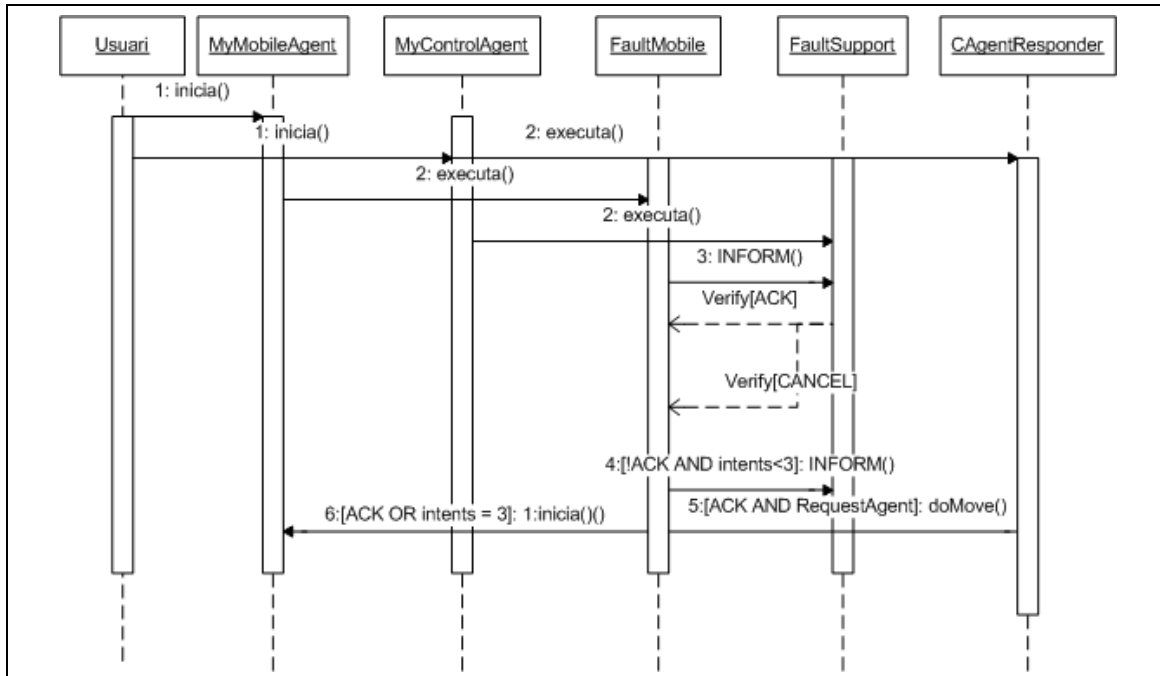 Usuari
MyMobileAgent
MyControlAgent
FaultMobile
FaultSupport
CAgentResponder
1: inicia()
1: inicia()
2: executa()
2: executa()
2: executa()
3: INFORM()
Verify[ACK]
Verify[CANCEL]
4:[!ACK AND intents<3]: INFORM()
5:[ACK AND RequestAgent]: doMove()
6:[ACK OR intents = 3]: 1:inicia()()